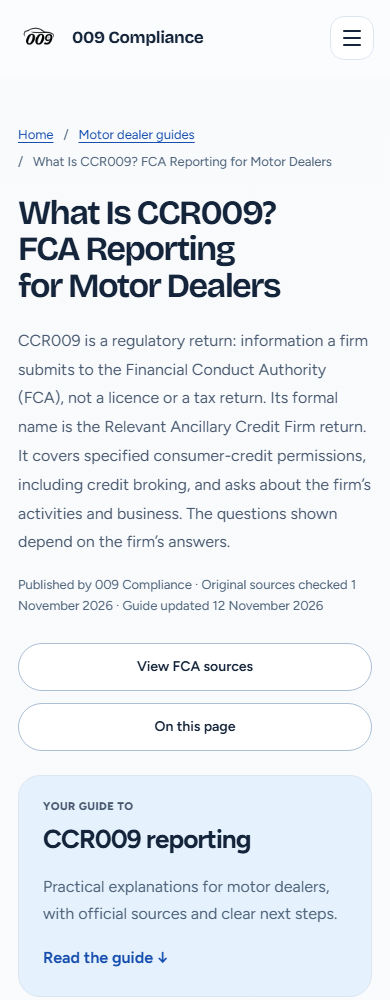 009
009 Compliance
Home / Motor dealer guides
/ What Is CCR009? FCA Reporting for Motor Dealers
What Is CCR009?
FCA Reporting
for Motor Dealers
CCR009 is a regulatory return: information a firm
submits to the Financial Conduct Authority
(FCA), not a licence or a tax return. Its formal
name is the Relevant Ancillary Credit Firm return.
It covers specified consumer-credit permissions,
including credit broking, and asks about the firm’s
activities and business. The questions shown
depend on the firm’s answers.
Published by 009 Compliance · Original sources checked 1
November 2026 · Guide updated 12 November 2026
View FCA sources
On this page
YOUR GUIDE TO
CCR009 reporting
Practical explanations for motor dealers,
with official sources and clear next steps.
Read the guide ↓